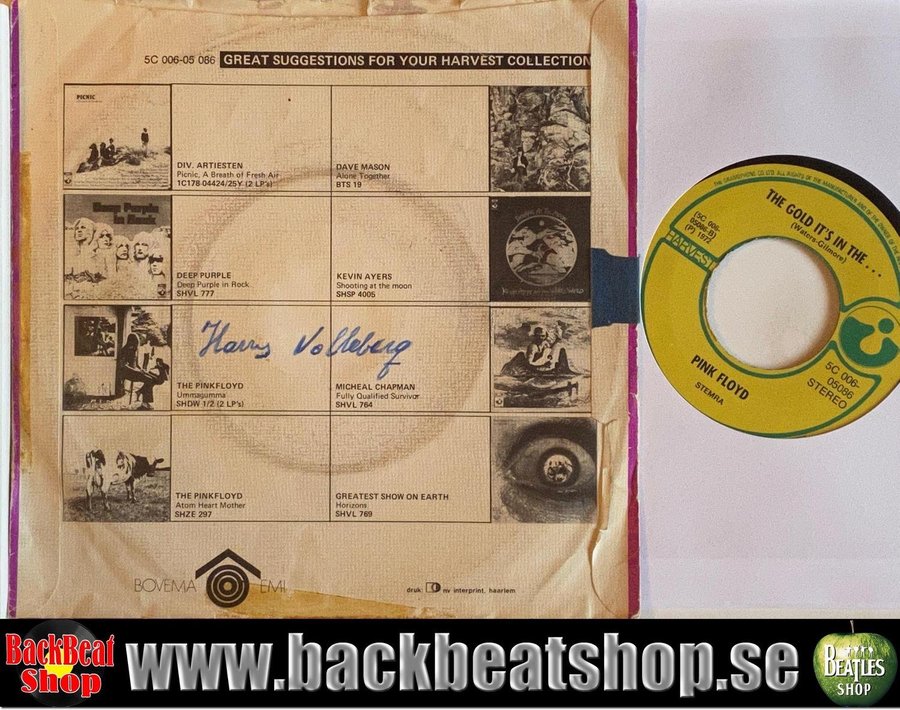 5C 006-05 086 GREAT SUGGESTIONS FOR YOUR HARVEST COLLECTION
PICNIC
DIV. ARTIESTEN
Picnic, A Breath of Fresh Air
1C178 04424/25Y (2 LP's)
DAVE MASON
Alone Together
BTS 19
Deep Purple
in Rock
DEEP PURPLE
Deep Purple in Rock
SHVL 777
KEVIN AYERS
Shooting at the moon
SHSP 4005
THE PINKFLOYD
Ummagumma
SHDW 1/2 (2 LP's)
MICHEAL CHAPMAN
Fully Qualified Survivor
SHVL 764
THE PINKFLOYD
Atom Heart Mother
SHZE 297
GREATEST SHOW ON EARTH
Horizons
SHVL 769
BOVEMA EMI
druk: nv interprint, haarlem
THE GOLD IT'S IN THE...
(Waters-Gilmore)
(5C 006-
05086-B)
(P) 1972
HARVEST
PINK FLOYD
STEMRA
5C 006-
05086
STEREO
BackBeat
Shop
www.backbeatshop.se
BEATLES
SHOP